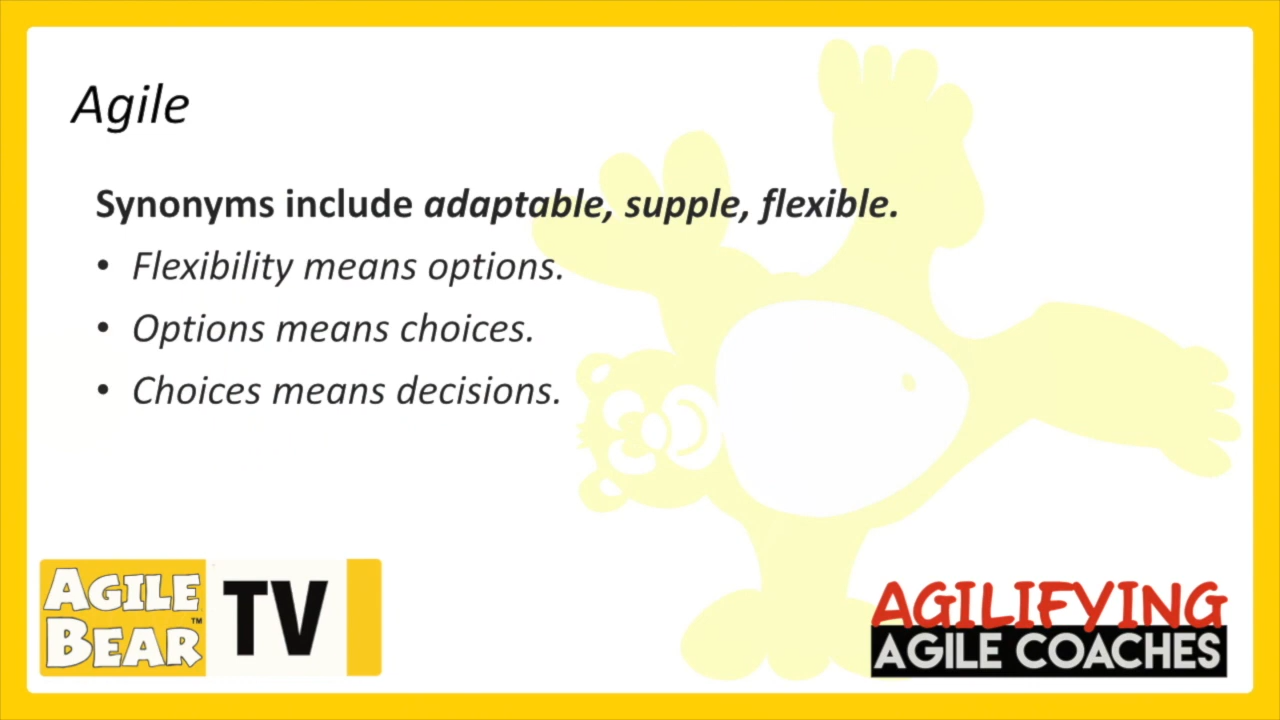 Agile
Synonyms include adaptable, supple, flexible.
• Flexibility means options.
• Options means choices.
• Choices means decisions.
AGILE
BEAR™
TV
AGILIFYING
AGILE COACHES